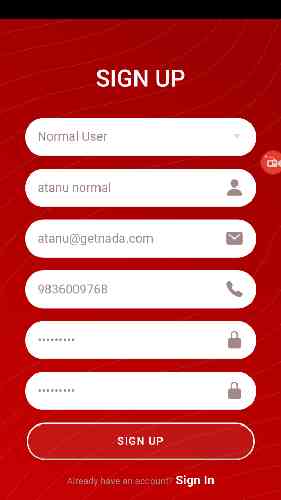 SIGN UP
Normal User
atanu normal
atanu@getnada.com
9836009768
•••••••••
•••••••••
SIGN UP
Already have an account? Sign In